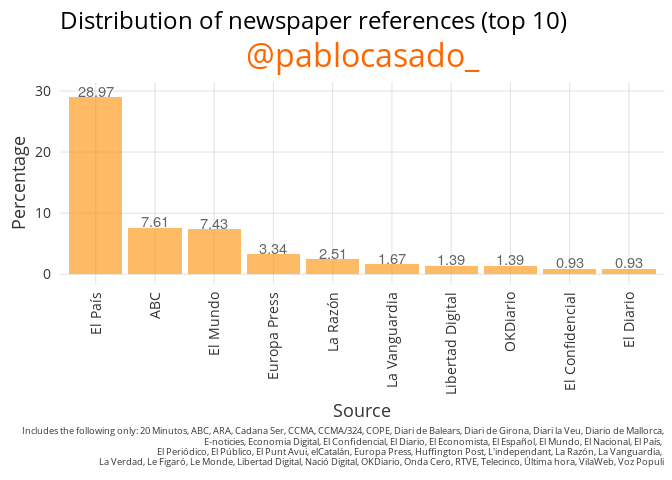 Distribution of newspaper references (top 10)
@pablocasado_
30
20
10
0
Percentage
28.97
7.61
7.43
3.34
2.51
1.67
1.39
1.39
0.93
0.93
El País
ABC
El Mundo
Europa Press
La Razón
La Vanguardia
Libertad Digital
OKDiario
El Confidencial
El Diario
Source
Includes the following only: 20 Minutos, ABC, ARA, Cadana Ser, CCMA, CCMA/324, COPE, Diari de Balears, Diari de Girona, Diari la Veu, Diario de Mallorca,
E-noticies, Economia Digital, El Confidencial, El Diario, El Economista, El Español, El Mundo, El Nacional, El País,
El Periódico, El Público, El Punt Avui, elCatalán, Europa Press, Huffington Post, L'independant, La Razón, La Vanguardia,
La Verdad, Le Figaró, Le Monde, Libertad Digital, Nació Digital, OKDiario, Onda Cero, RTVE, Telecinco, Última hora, VilaWeb, Voz Populi